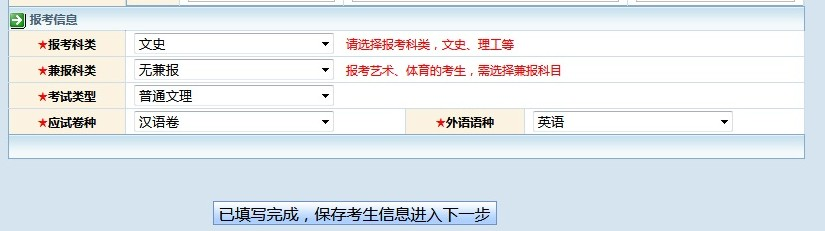 报考信息
★报考科类 文史 请选择报考科类，文史、理工等
★兼报科类 无兼报 报考艺术、体育的考生，需选择兼报科目
★考试类型 普通文理
★应试卷种 汉语卷 ★外语语种 英语
已填写完成，保存考生信息进入下一步